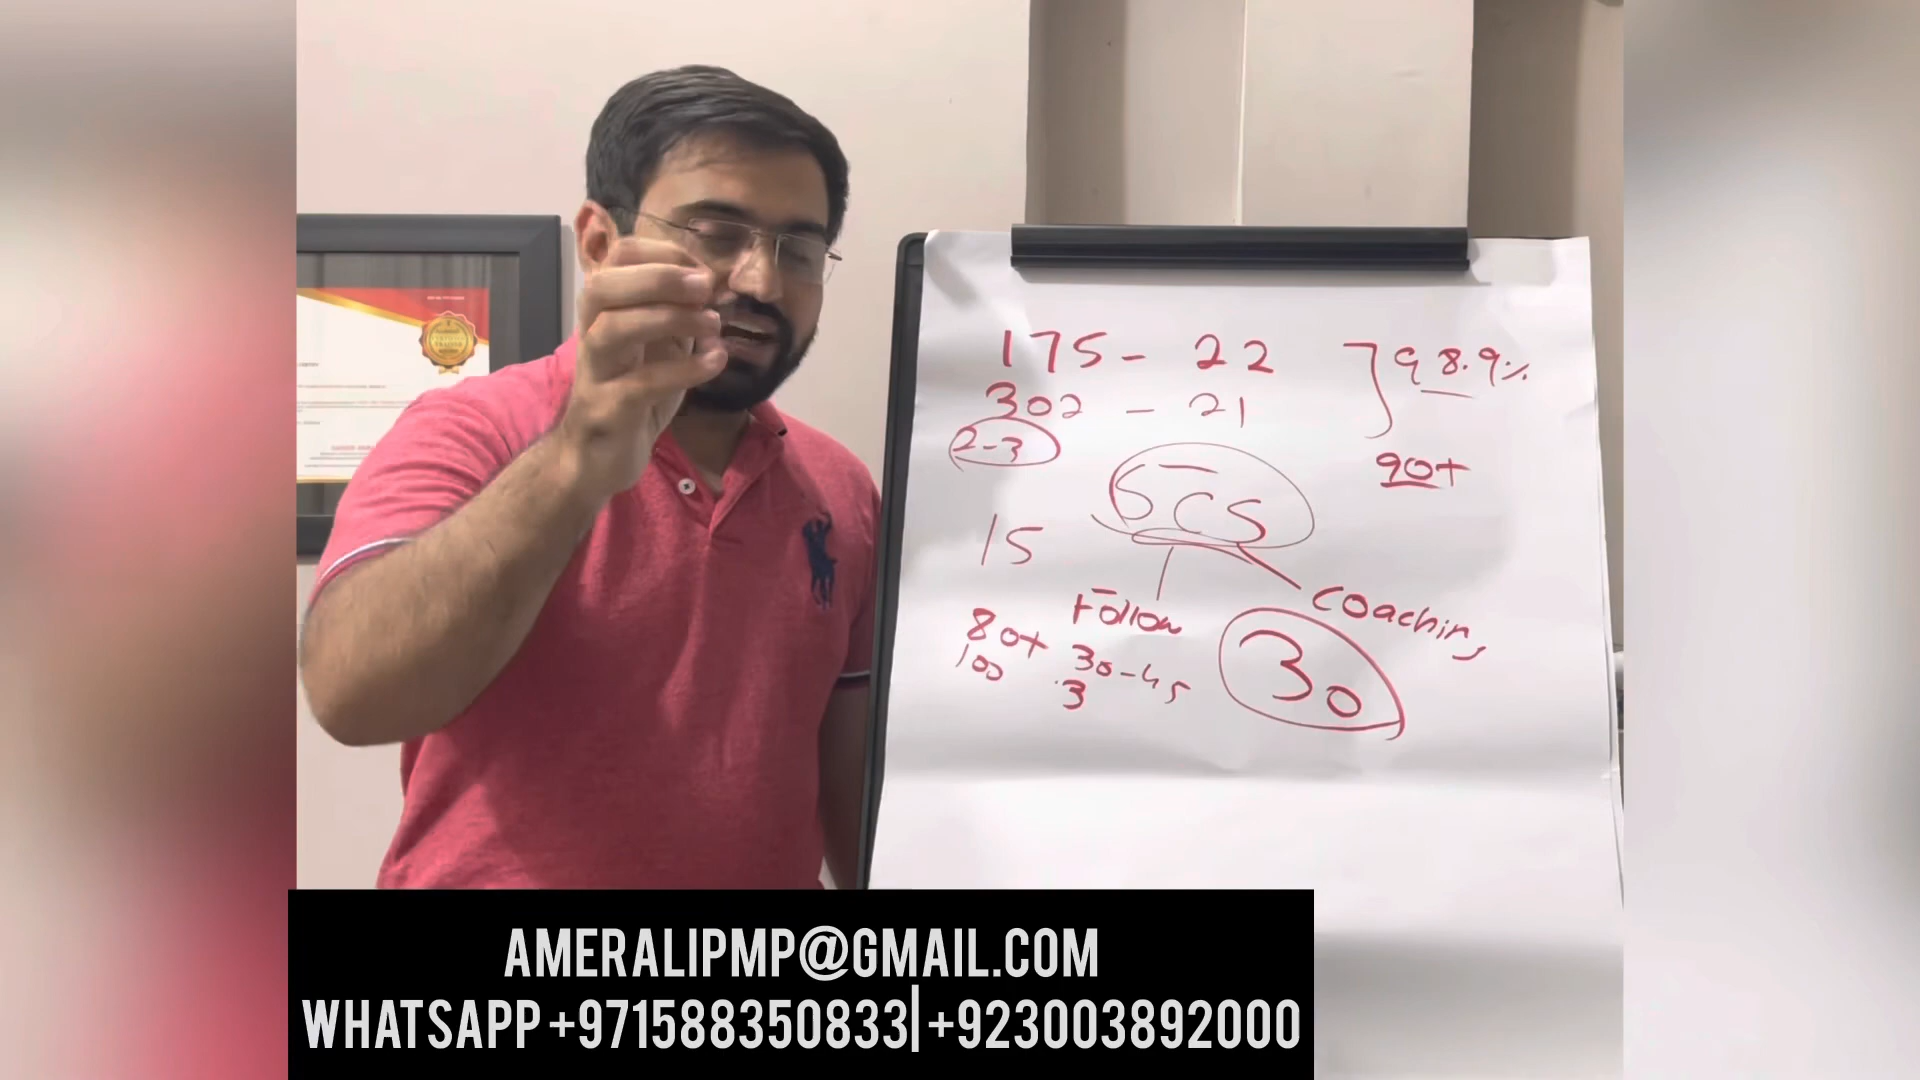 175 - 22
98.9%
302 - 21
2-3
90+
SCS
15
Follow
Coaching
80+
30-45
30
100
3
AMERALIPMP@GMAIL.COM
WHATSAPP +971588350833| +923003892000